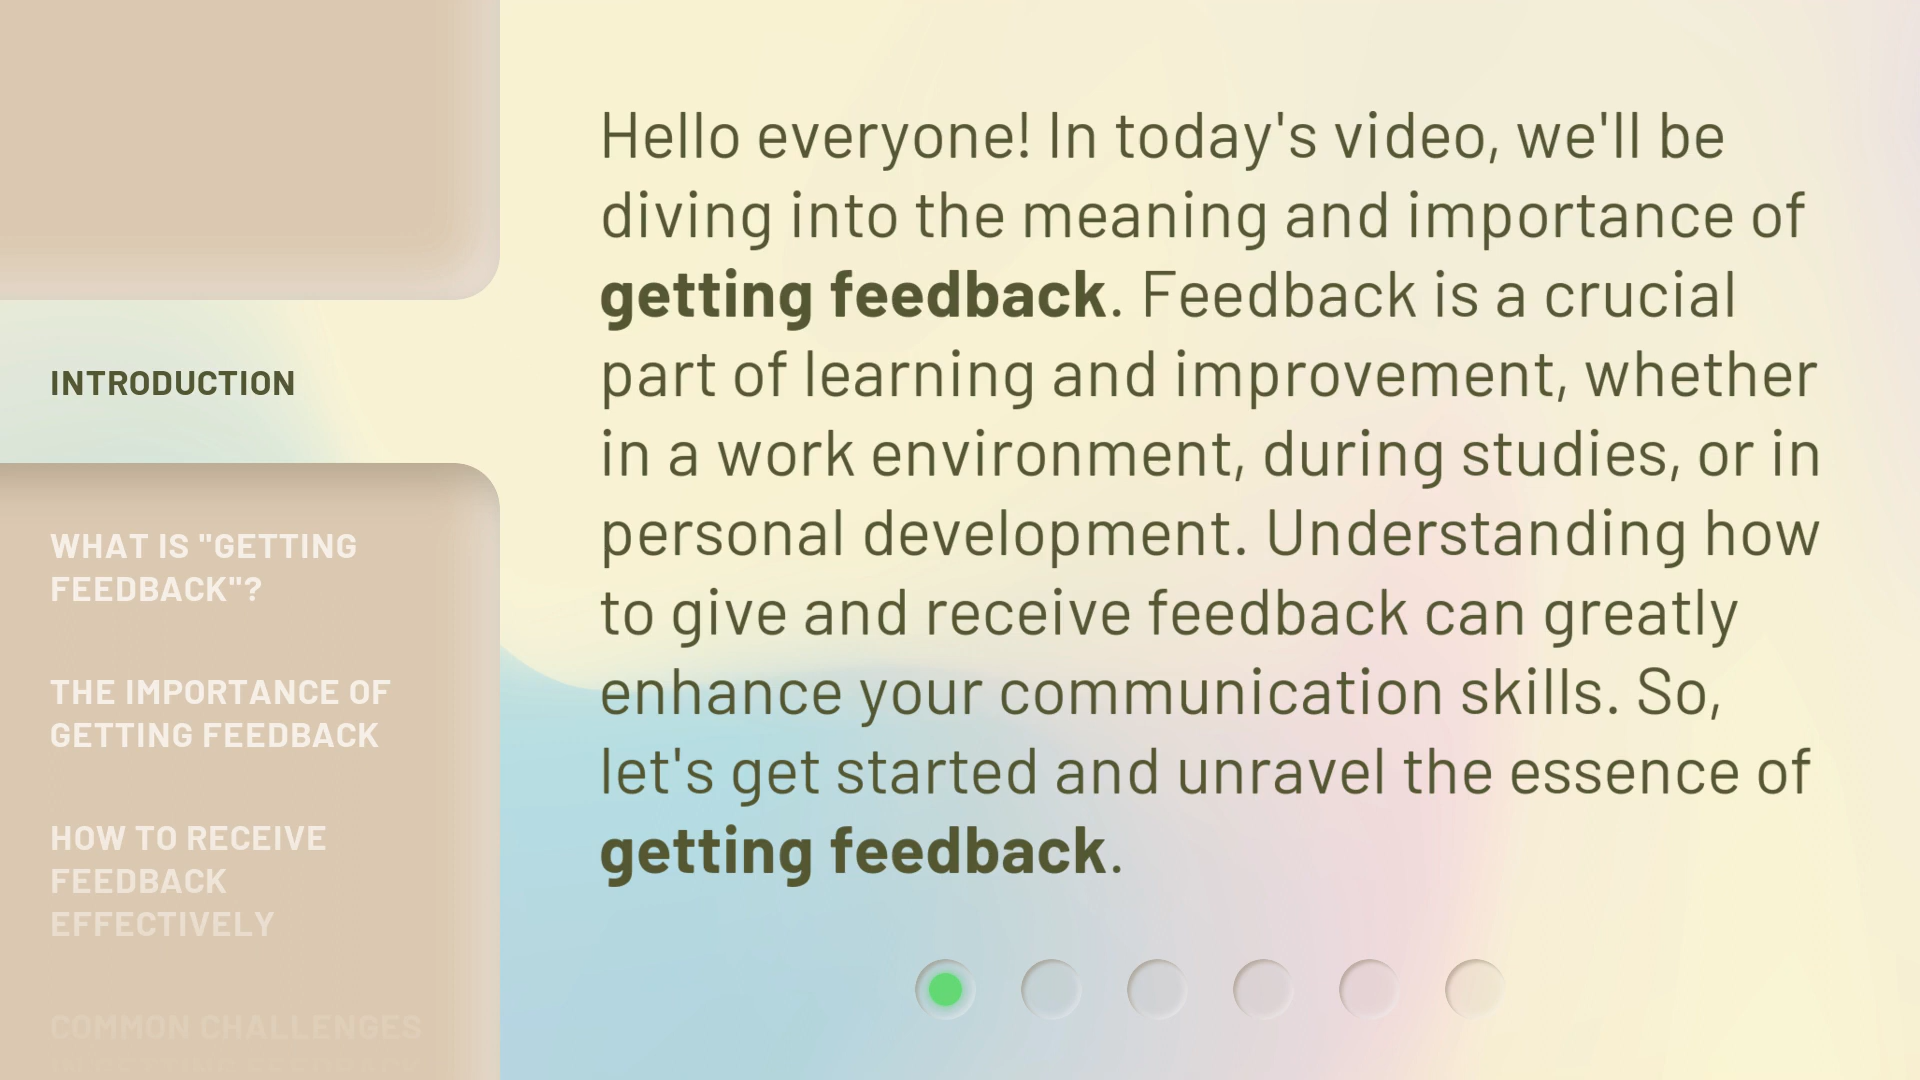 INTRODUCTION
WHAT IS "GETTING
FEEDBACK"?
THE IMPORTANCE OF
GETTING FEEDBACK
HOW TO RECEIVE
FEEDBACK
EFFECTIVELY
COMMON CHALLENGES
IN GETTING FEEDBACK
Hello everyone! In today's video, we'll be
diving into the meaning and importance of
getting feedback. Feedback is a crucial
part of learning and improvement, whether
in a work environment, during studies, or in
personal development. Understanding how
to give and receive feedback can greatly
enhance your communication skills. So,
let's get started and unravel the essence of
getting feedback.